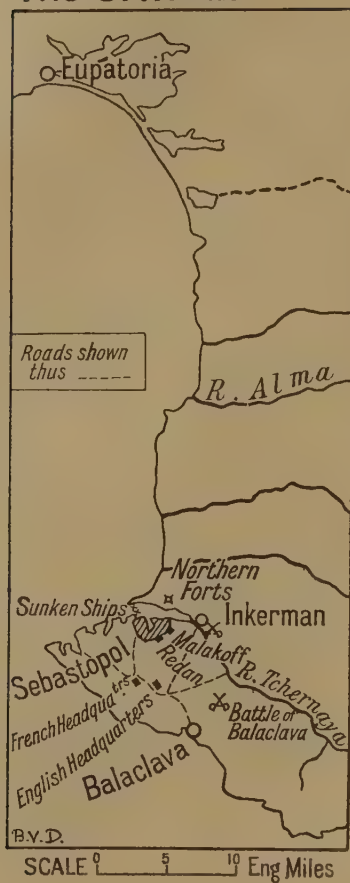 Eupatoria
Roads shown
thus
R. Alma
Northern
Forts
Sunken Ships
Inkerman
Malakoff
Redan
Sebastopol
R. Tchernaya
French Headquatrs
English Headquarters
Battle of
Balaclava
Balaclava
B.V.D.
SCALE 0 5 10 Eng Miles